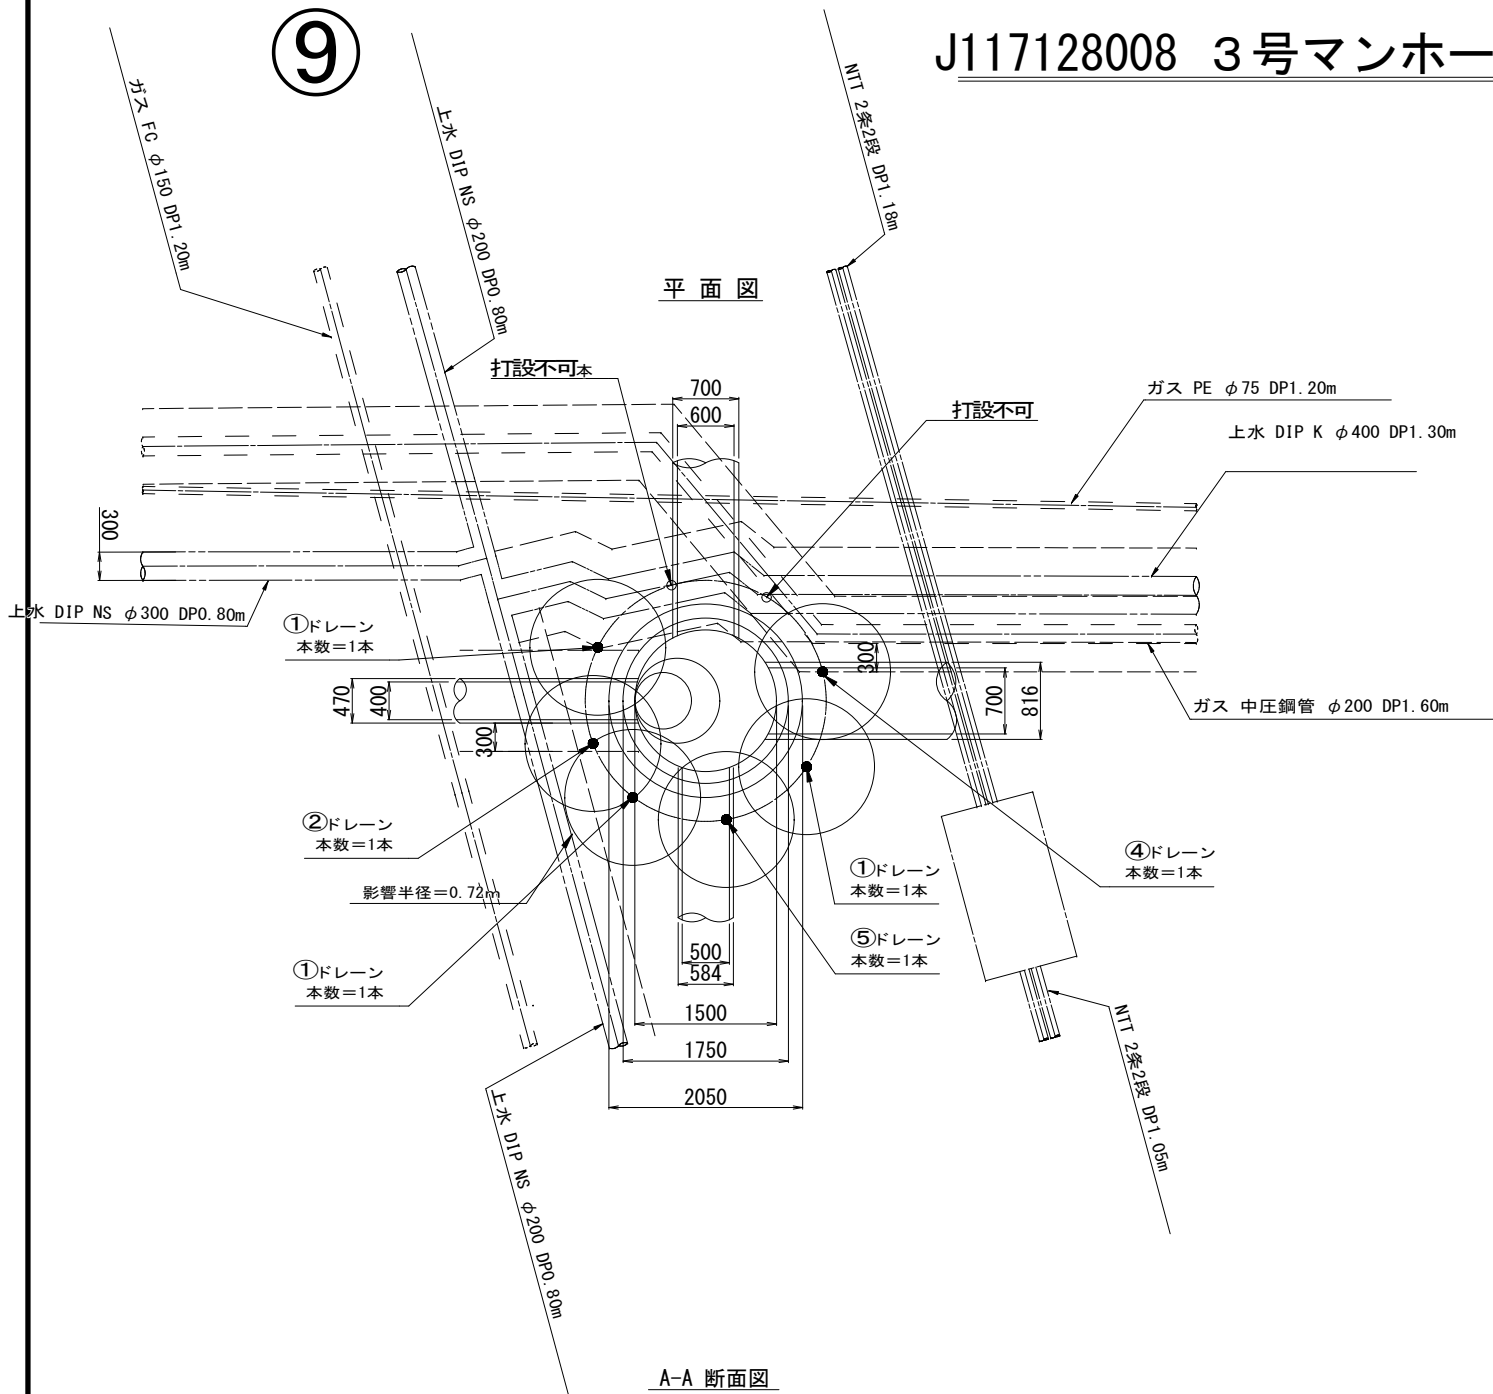 ⑨
J117128008 3号マンホー
ガス FC φ150 DP1.20m
上水 DIP NS φ200 DP0.80m
NTT 2条2段 DP1.18m
平 面 図
打設不可本
700
600
打設不可
ガス PE φ75 DP1.20m
上水 DIP K φ400 DP1.30m
300
上水 DIP NS φ300 DP0.80m
①ドレーン
本数=1本
470
400
300
300
700
816
ガス 中圧鋼管 φ200 DP1.60m
②ドレーン
本数=1本
影響半径=0.72m
①ドレーン
本数=1本
④ドレーン
本数=1本
⑤ドレーン
本数=1本
①ドレーン
本数=1本
500
584
1500
1750
2050
NTT 2条2段 DP1.05m
上水 DIP NS φ200 DP0.80m
A-A 断面図